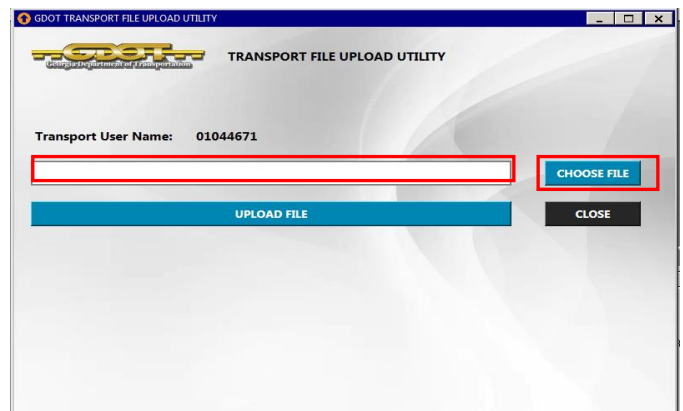 GDOT TRANSPORT FILE UPLOAD UTILITY
GDOT
Georgia Department of Transportation
TRANSPORT FILE UPLOAD UTILITY
Transport User Name: 01044671
CHOOSE FILE
UPLOAD FILE
CLOSE